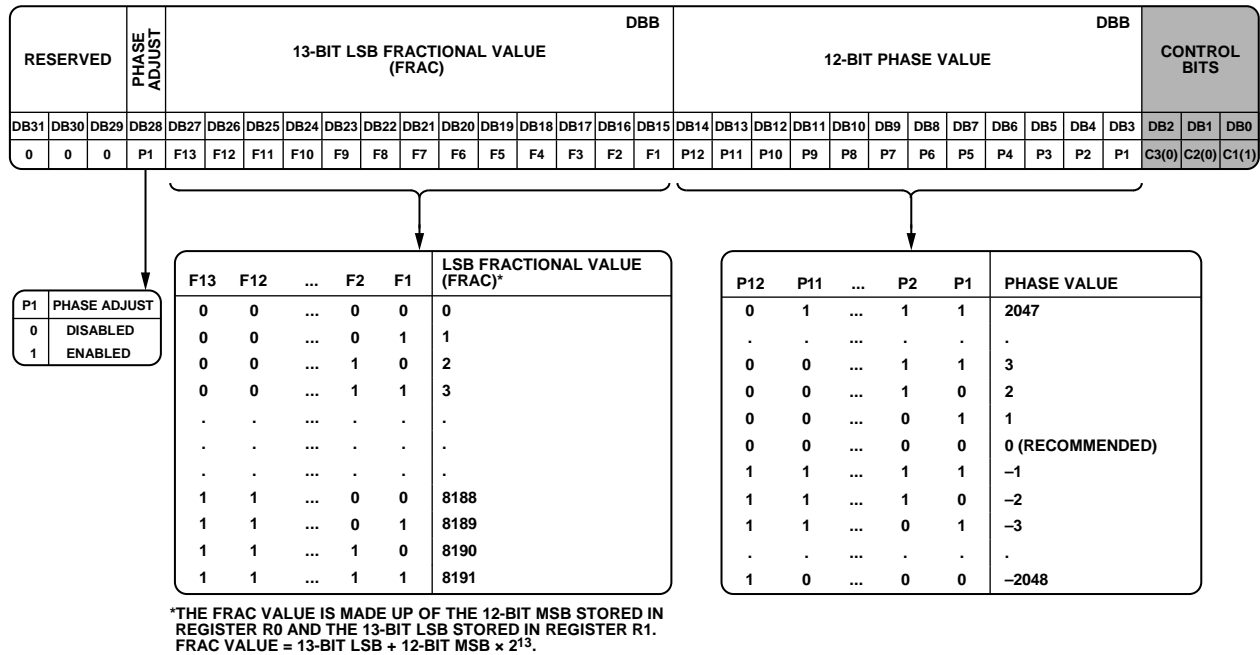 RESERVED
PHASE ADJUST
DBB
13-BIT LSB FRACTIONAL VALUE
(FRAC)
DBB
12-BIT PHASE VALUE
CONTROL
BITS
DB31 DB30 DB29 DB28 DB27 DB26 DB25 DB24 DB23 DB22 DB21 DB20 DB19 DB18 DB17 DB16 DB15 DB14 DB13 DB12 DB11 DB10 DB9 DB8 DB7 DB6 DB5 DB4 DB3 DB2 DB1 DB0
0 0 0 P1 F13 F12 F11 F10 F9 F8 F7 F6 F5 F4 F3 F2 F1 P12 P11 P10 P9 P8 P7 P6 P5 P4 P3 P2 P1 C3(0) C2(0) C1(1)
P1 PHASE ADJUST
0 DISABLED
1 ENABLED
F13 F12 ... F2 F1 LSB FRACTIONAL VALUE
(FRAC)*
0 0 ... 0 0 0
0 0 ... 0 1 1
0 0 ... 1 0 2
0 0 ... 1 1 3
. . ... . . .
. . ... . . .
. . ... . . .
1 1 ... 0 0 8188
1 1 ... 0 1 8189
1 1 ... 1 0 8190
1 1 ... 1 1 8191
P12 P11 ... P2 P1 PHASE VALUE
0 1 ... 1 1 2047
. . ... . . .
0 0 ... 1 1 3
0 0 ... 1 0 2
0 0 ... 0 1 1
0 0 ... 0 0 0 (RECOMMENDED)
1 1 ... 1 1 –1
1 1 ... 1 0 –2
1 1 ... 0 1 –3
. . ... . . .
1 0 ... 0 0 –2048
*THE FRAC VALUE IS MADE UP OF THE 12-BIT MSB STORED IN
REGISTER R0 AND THE 13-BIT LSB STORED IN REGISTER R1.
FRAC VALUE = 13-BIT LSB + 12-BIT MSB × 2¹³.